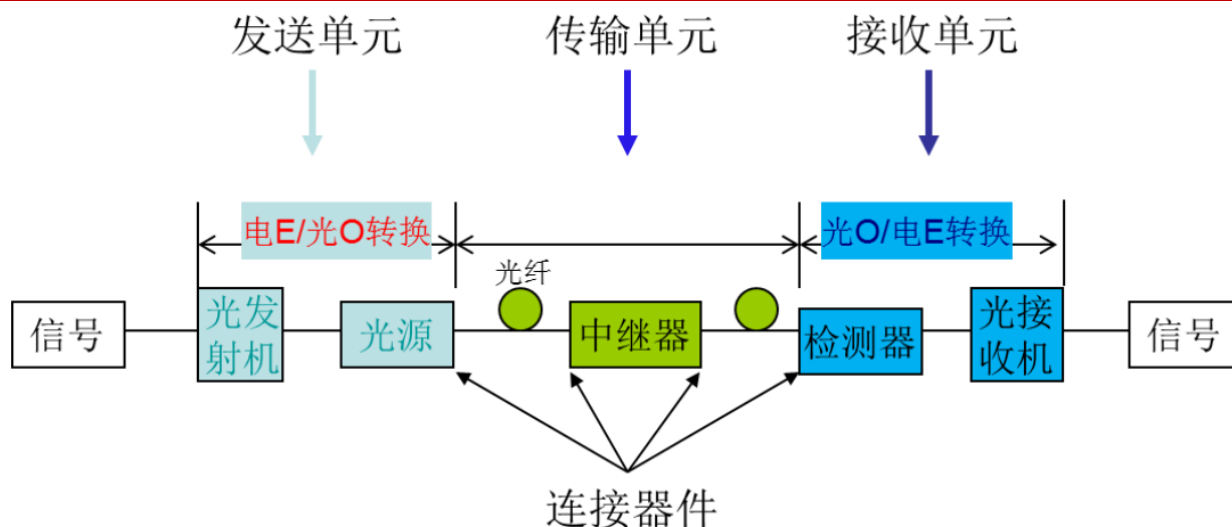 发送单元
传输单元
接收单元
电E/光O转换
光O/电E转换
光纤
信号
光发
射机
光源
中继器
检测器
光接
收机
信号
连接器件